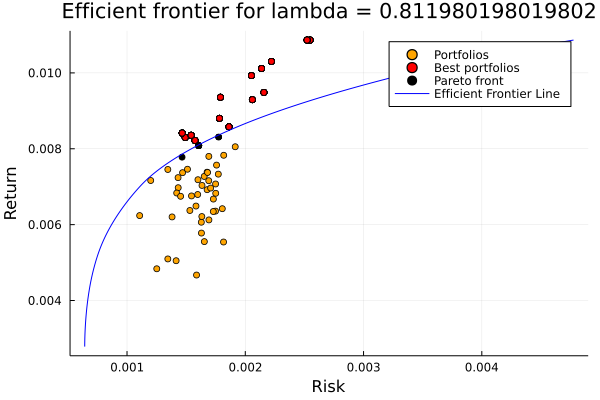 Efficient frontier for lambda = 0.811980198019802
0.010
0.008
0.006
0.004
Return
Portfolios
Best portfolios
Pareto front
Efficient Frontier Line
0.001
0.002
0.003
0.004
Risk